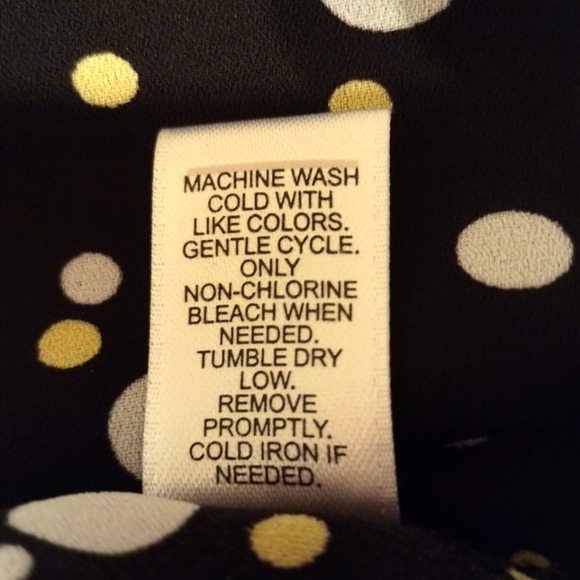 MACHINE WASH
COLD WITH
LIKE COLORS.
GENTLE CYCLE.
ONLY
NON-CHLORINE
BLEACH WHEN
NEEDED.
TUMBLE DRY
LOW.
REMOVE
PROMPTLY.
COLD IRON IF
NEEDED.